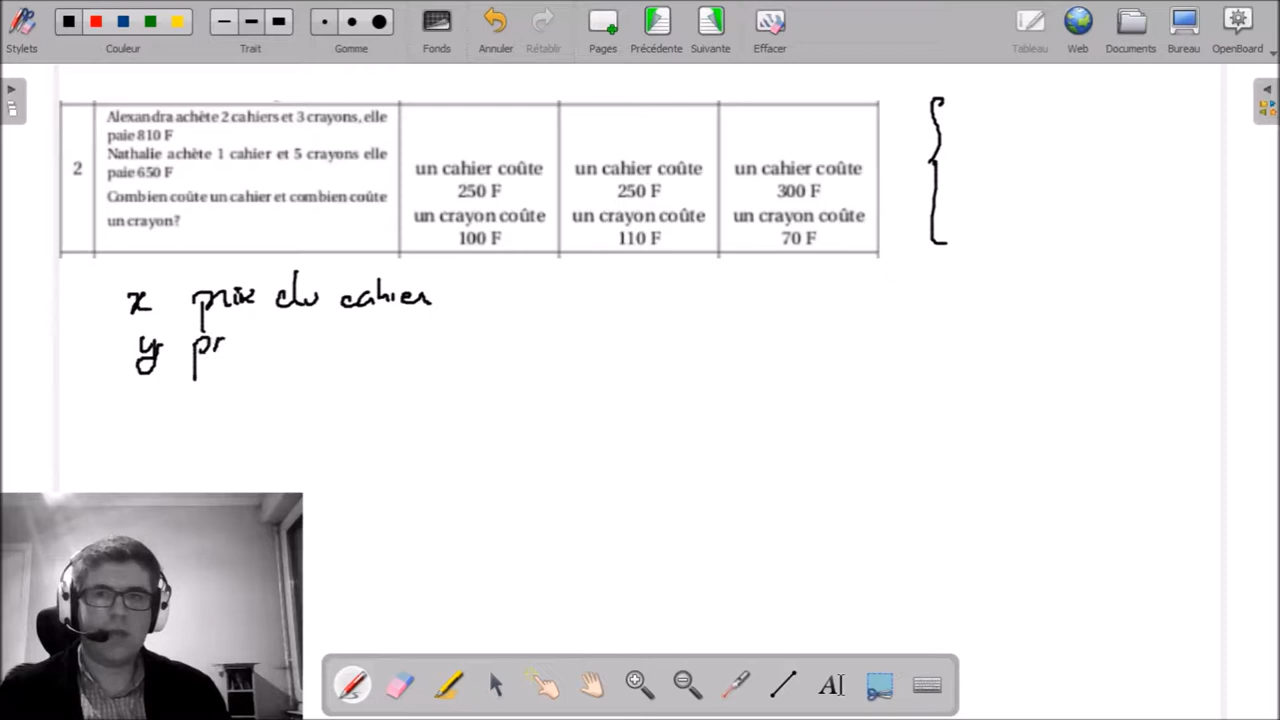 Stylets
Couleur
Trait
Gomme
Fonds
Annuler
Rétablir
Pages
Précédente
Suivante
Effacer
Tableau
Web
Documents
Bureau
OpenBoard
2
Alexandra achète 2 cahiers et 3 crayons, elle
paie 810 F
Nathalie achète 1 cahier et 5 crayons elle
paie 650 F
Combien coûte un cahier et combien coûte
un crayon?
un cahier coûte
250 F
un crayon coûte
100 F
un cahier coûte
250 F
un crayon coûte
110 F
un cahier coûte
300 F
un crayon coûte
70 F
x prix du cahier
y pr
AI